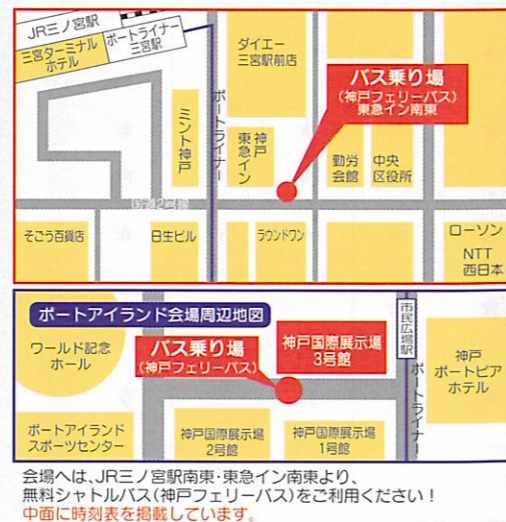 JR三ノ宮駅
三宮ターミナル
ホテル
ポートライナー
三宮駅
ダイエー
三宮駅前店
バス乗り場
(神戸フェリーバス)
東急イン南東
ミント神戸
ポートライナー
神戸
東急イン
勤労
会館
中央
区役所
国道2号線
そごう百貨店
日生ビル
ラウンドワン
ローソン
NTT
西日本
ポートアイランド会場周辺地図
ワールド記念
ホール
バス乗り場
(神戸フェリーバス)
神戸国際展示場
3号館
市民広場駅
ポートライナー
神戸
ポートピア
ホテル
ポートアイランド
スポーツセンター
神戸国際展示場
2号館
神戸国際展示場
1号館
会場へは、JR三ノ宮駅南東・東急イン南東より、
無料シャトルバス(神戸フェリーバス)をご利用ください!
中面に時刻表を掲載しています。